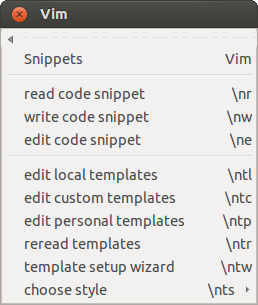 Vim
Snippets Vim
read code snippet \nr
write code snippet \nw
edit code snippet \ne
edit local templates \ntl
edit custom templates \ntc
edit personal templates \ntp
reread templates \ntr
template setup wizard \ntw
choose style \nts